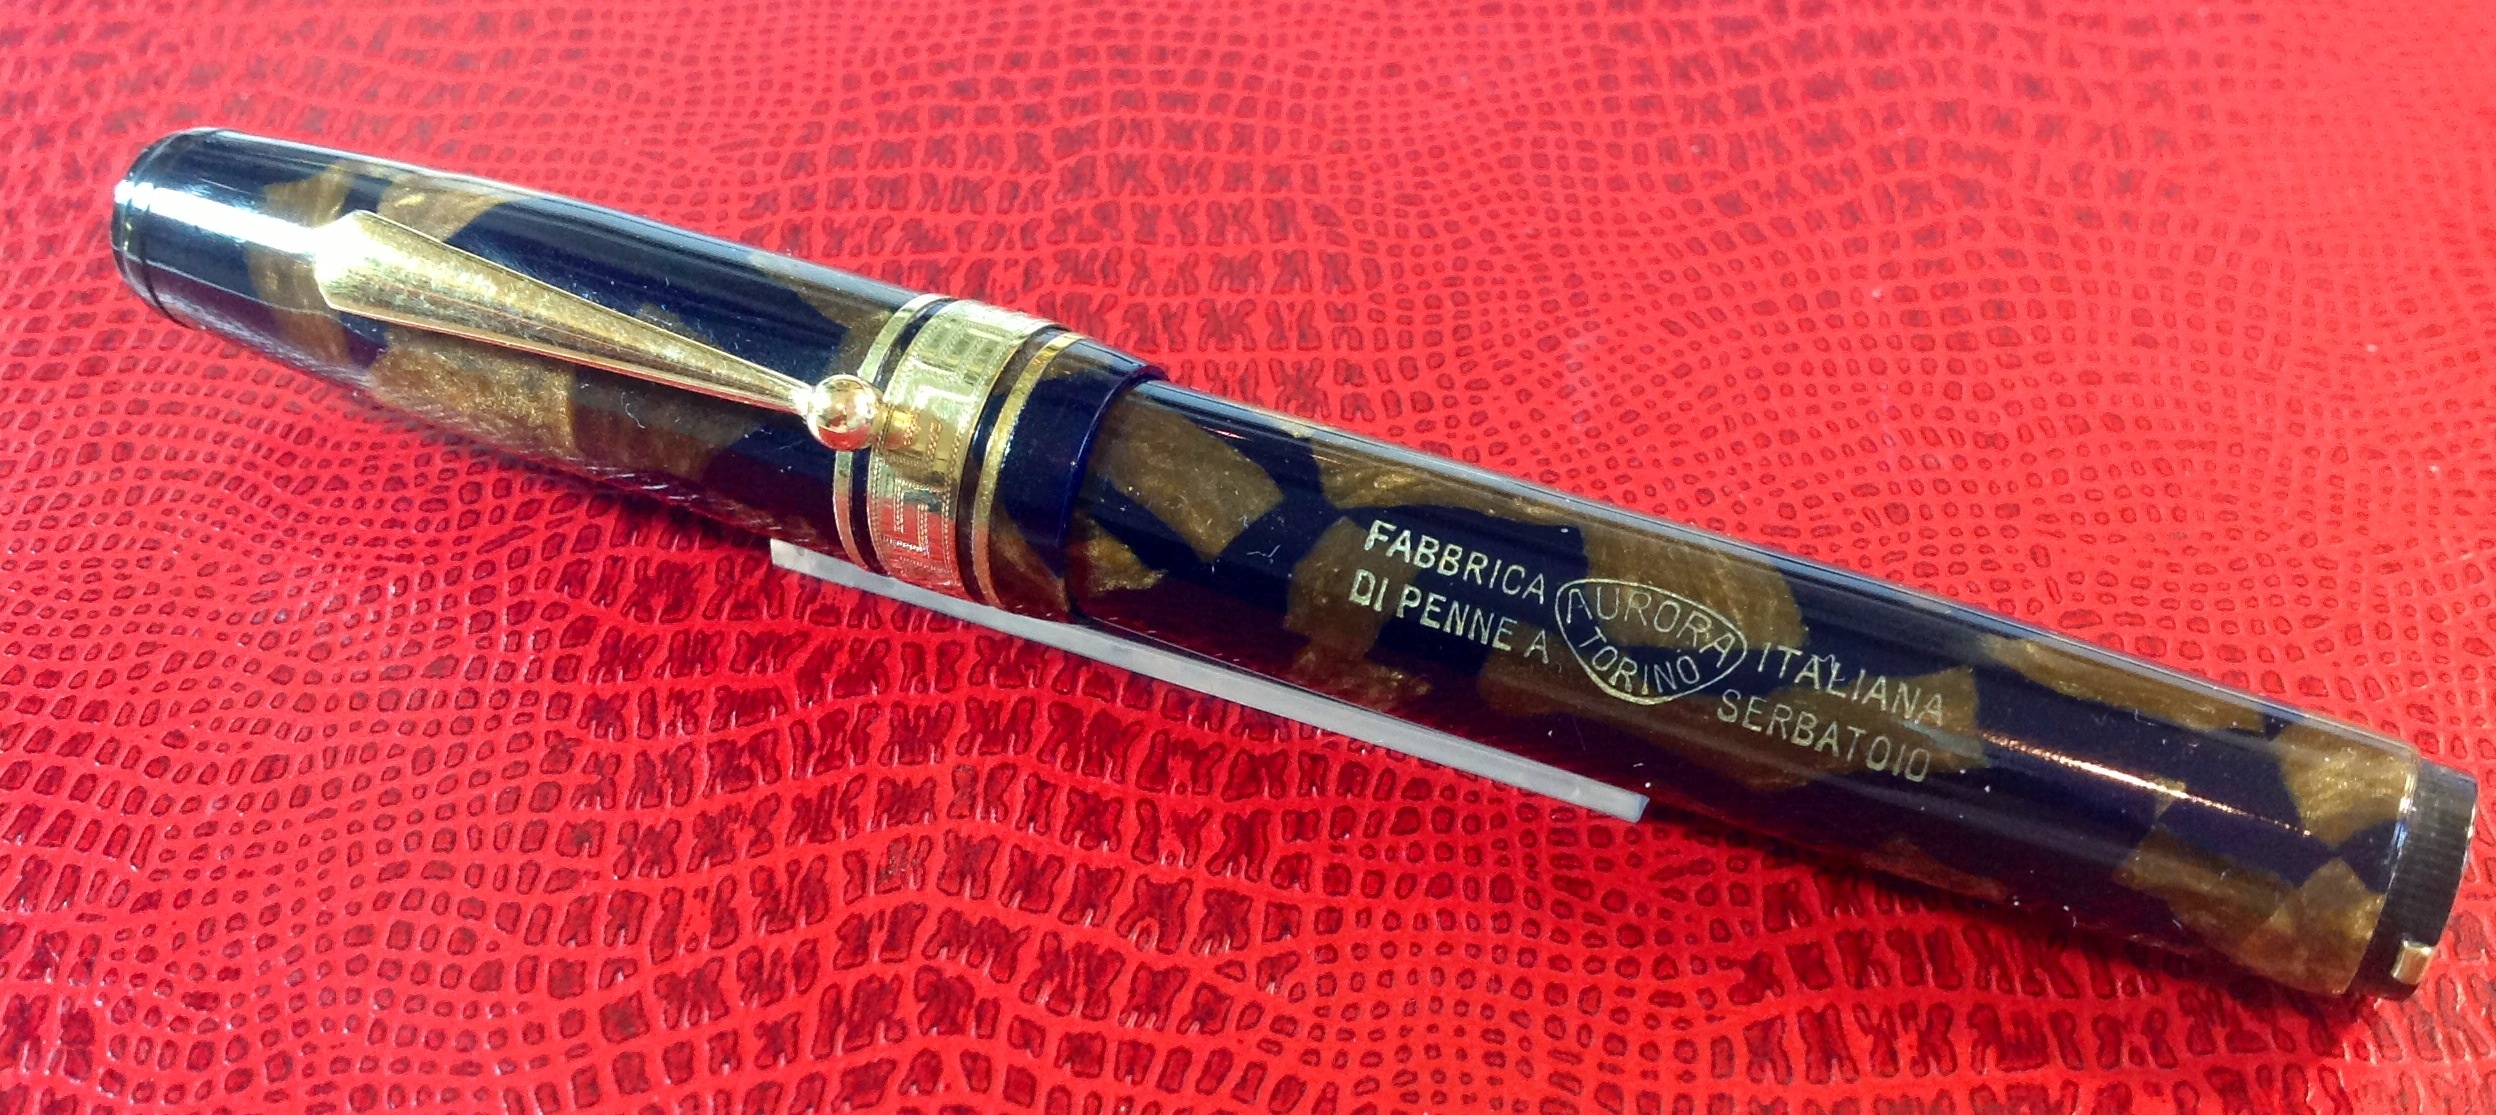 FABBRICA AURORA ITALIANA
DI PENNE A TORINO SERBATOIO